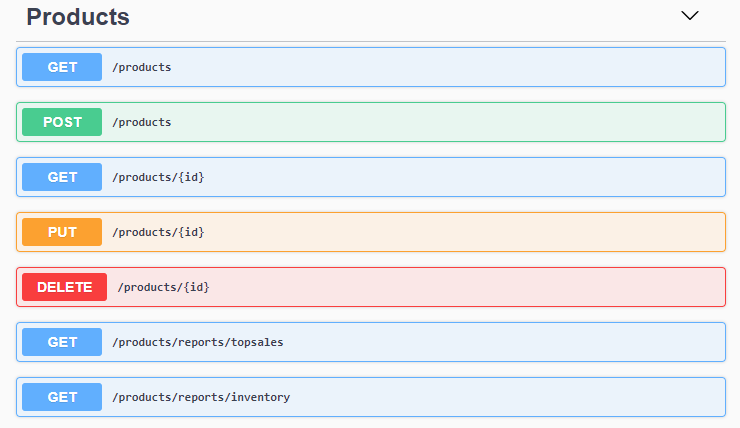 Products
GET /products
POST /products
GET /products/{id}
PUT /products/{id}
DELETE /products/{id}
GET /products/reports/topsales
GET /products/reports/inventory